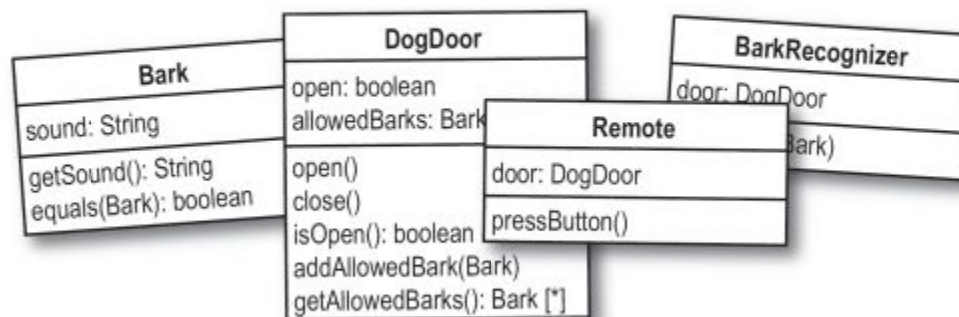 Bark
sound: String
getSound(): String
equals(Bark): boolean
DogDoor
open: boolean
allowedBarks: Bark
open()
close()
isOpen(): boolean
addAllowedBark(Bark)
getAllowedBarks(): Bark [*]
Remote
door: DogDoor
pressButton()
BarkRecognizer
door: DogDoor
Bark)